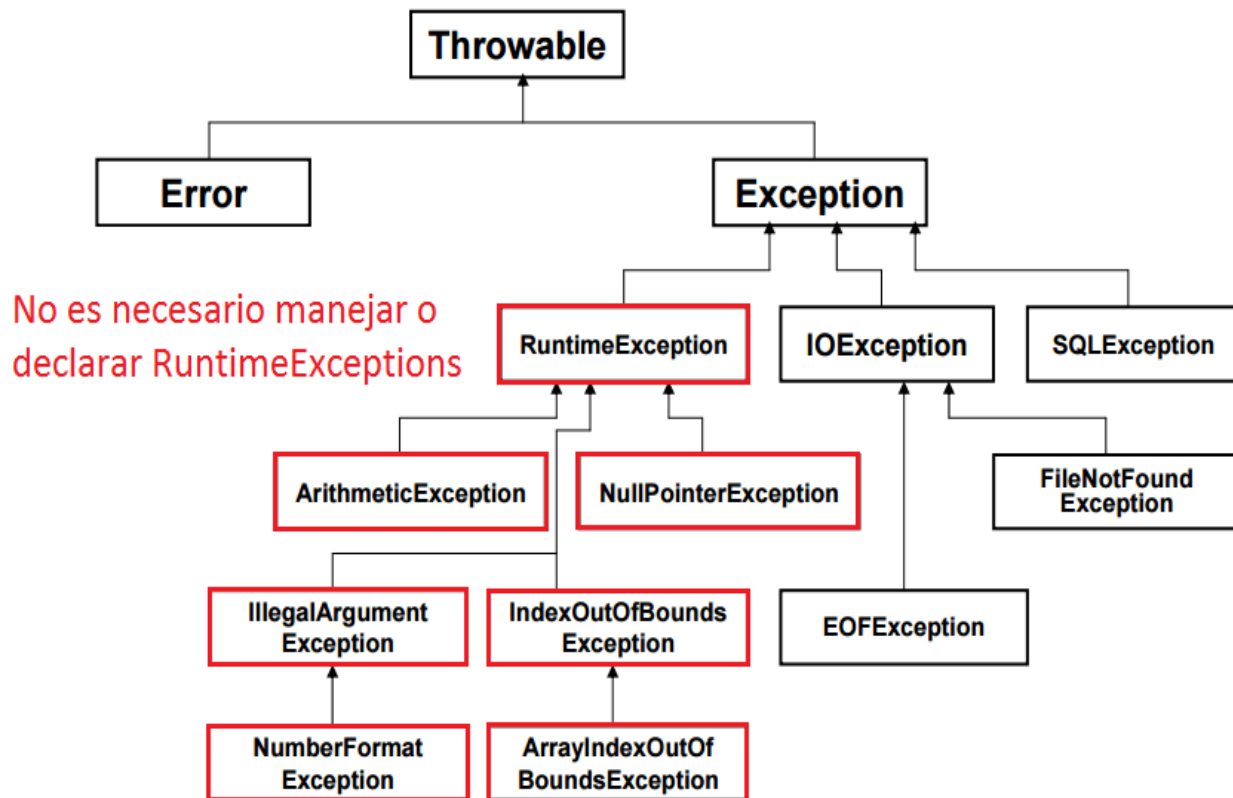 Throwable
Error
Exception
No es necesario manejar o
declarar RuntimeExceptions
RuntimeException
IOException
SQLException
ArithmeticException
NullPointerException
FileNotFound
Exception
IllegalArgument
Exception
IndexOutOfBounds
Exception
EOFException
NumberFormat
Exception
ArrayIndexOutOf
BoundsException